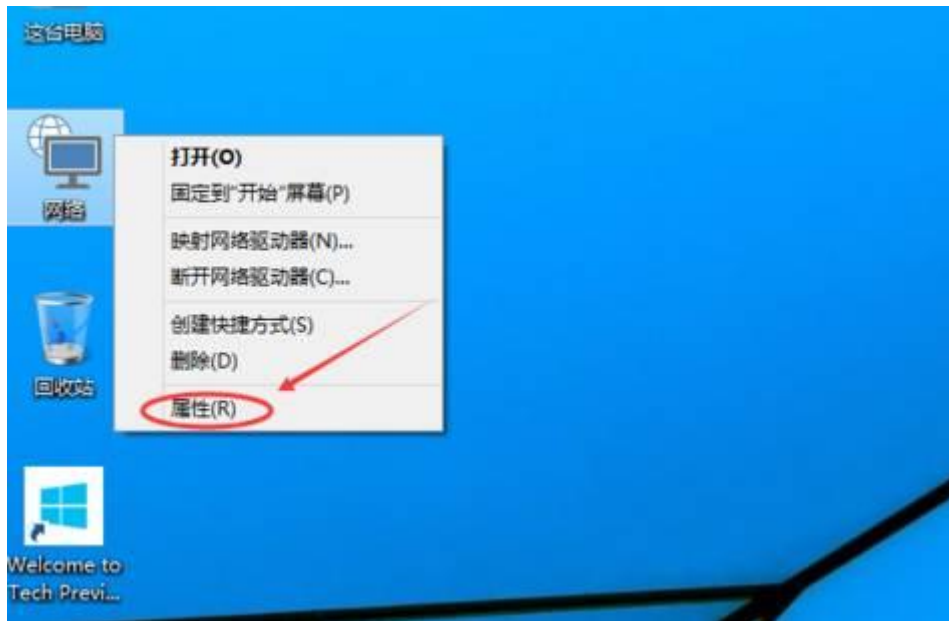 这台电脑
网络
打开(O)
固定到"开始"屏幕(P)
映射网络驱动器(N)...
断开网络驱动器(C)...
创建快捷方式(S)
删除(D)
属性(R)
回收站
Welcome to
Tech Previ...